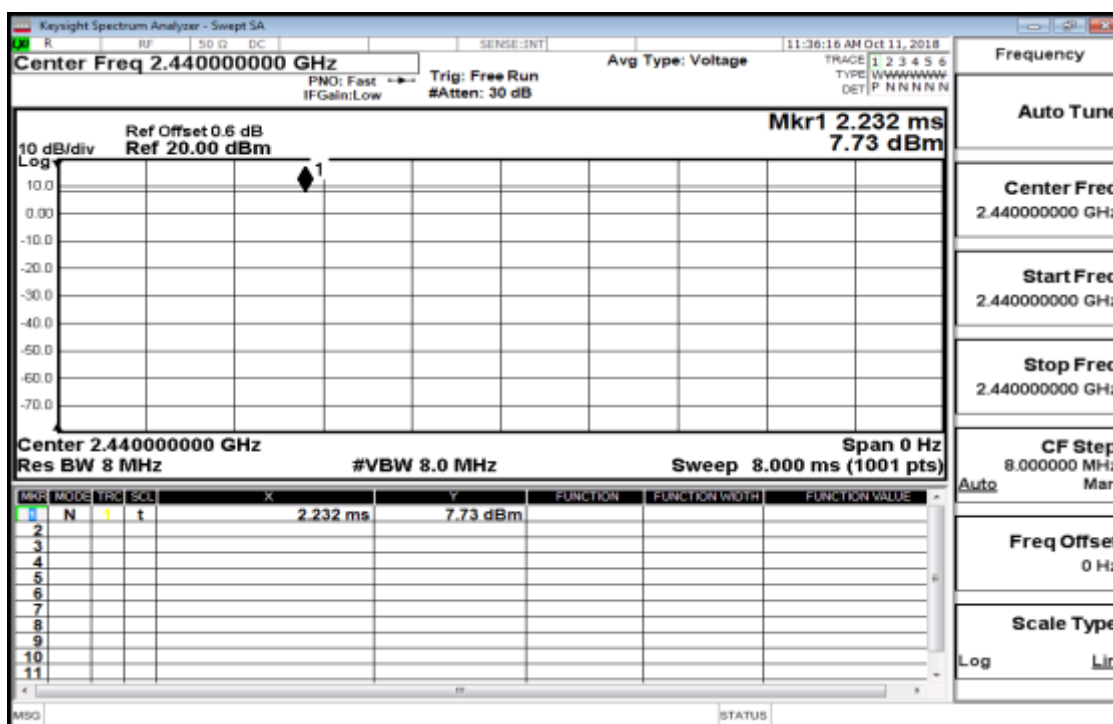 Keysight Spectrum Analyzer - Swept SA
LXI R RF 50 Ω DC SENSE:INT 11:36:16 AM Oct 11, 2018
Center Freq 2.440000000 GHz
PNO: Fast
IFGain:Low
Trig: Free Run
#Atten: 30 dB
Avg Type: Voltage
TRACE 1 2 3 4 5 6
TYPE WWWWWW
DET P N N N N N
Ref Offset 0.6 dB
10 dB/div Ref 20.00 dBm
Mkr1 2.232 ms
7.73 dBm
Log
1
10.0
0.00
-10.0
-20.0
-30.0
-40.0
-50.0
-60.0
-70.0
Center 2.440000000 GHz Span 0 Hz
Res BW 8 MHz #VBW 8.0 MHz Sweep 8.000 ms (1001 pts)
MKR MODE TRC SCL X Y FUNCTION FUNCTION WIDTH FUNCTION VALUE
1 N 1 t 2.232 ms 7.73 dBm
2
3
4
5
6
7
8
9
10
11
MSG STATUS
Frequency
Auto Tune
Center Freq
2.440000000 GHz
Start Freq
2.440000000 GHz
Stop Freq
2.440000000 GHz
CF Step
8.000000 MHz
Auto Man
Freq Offset
0 Hz
Scale Type
Log Lin